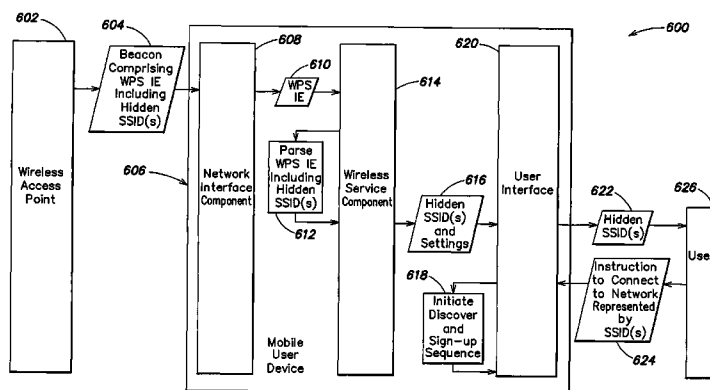 602
604
608
620
600
Beacon
Comprising
WPS IE
Including
Hidden
SSID(s)
610
WPS
IE
614
Wireless
Access
Point
606
Network
Interface
Component
Parse
WPS IE
Including
Hidden
SSID(s)
612
Wireless
Service
Component
616
Hidden
SSID(s)
and
Settings
User
Interface
622
Hidden
SSID(s)
626
User
618
Initiate
Discover
and
Sign-up
Sequence
Instruction
to Connect
to Network
Represented
by
SSID(s)
624
Mobile
User
Device